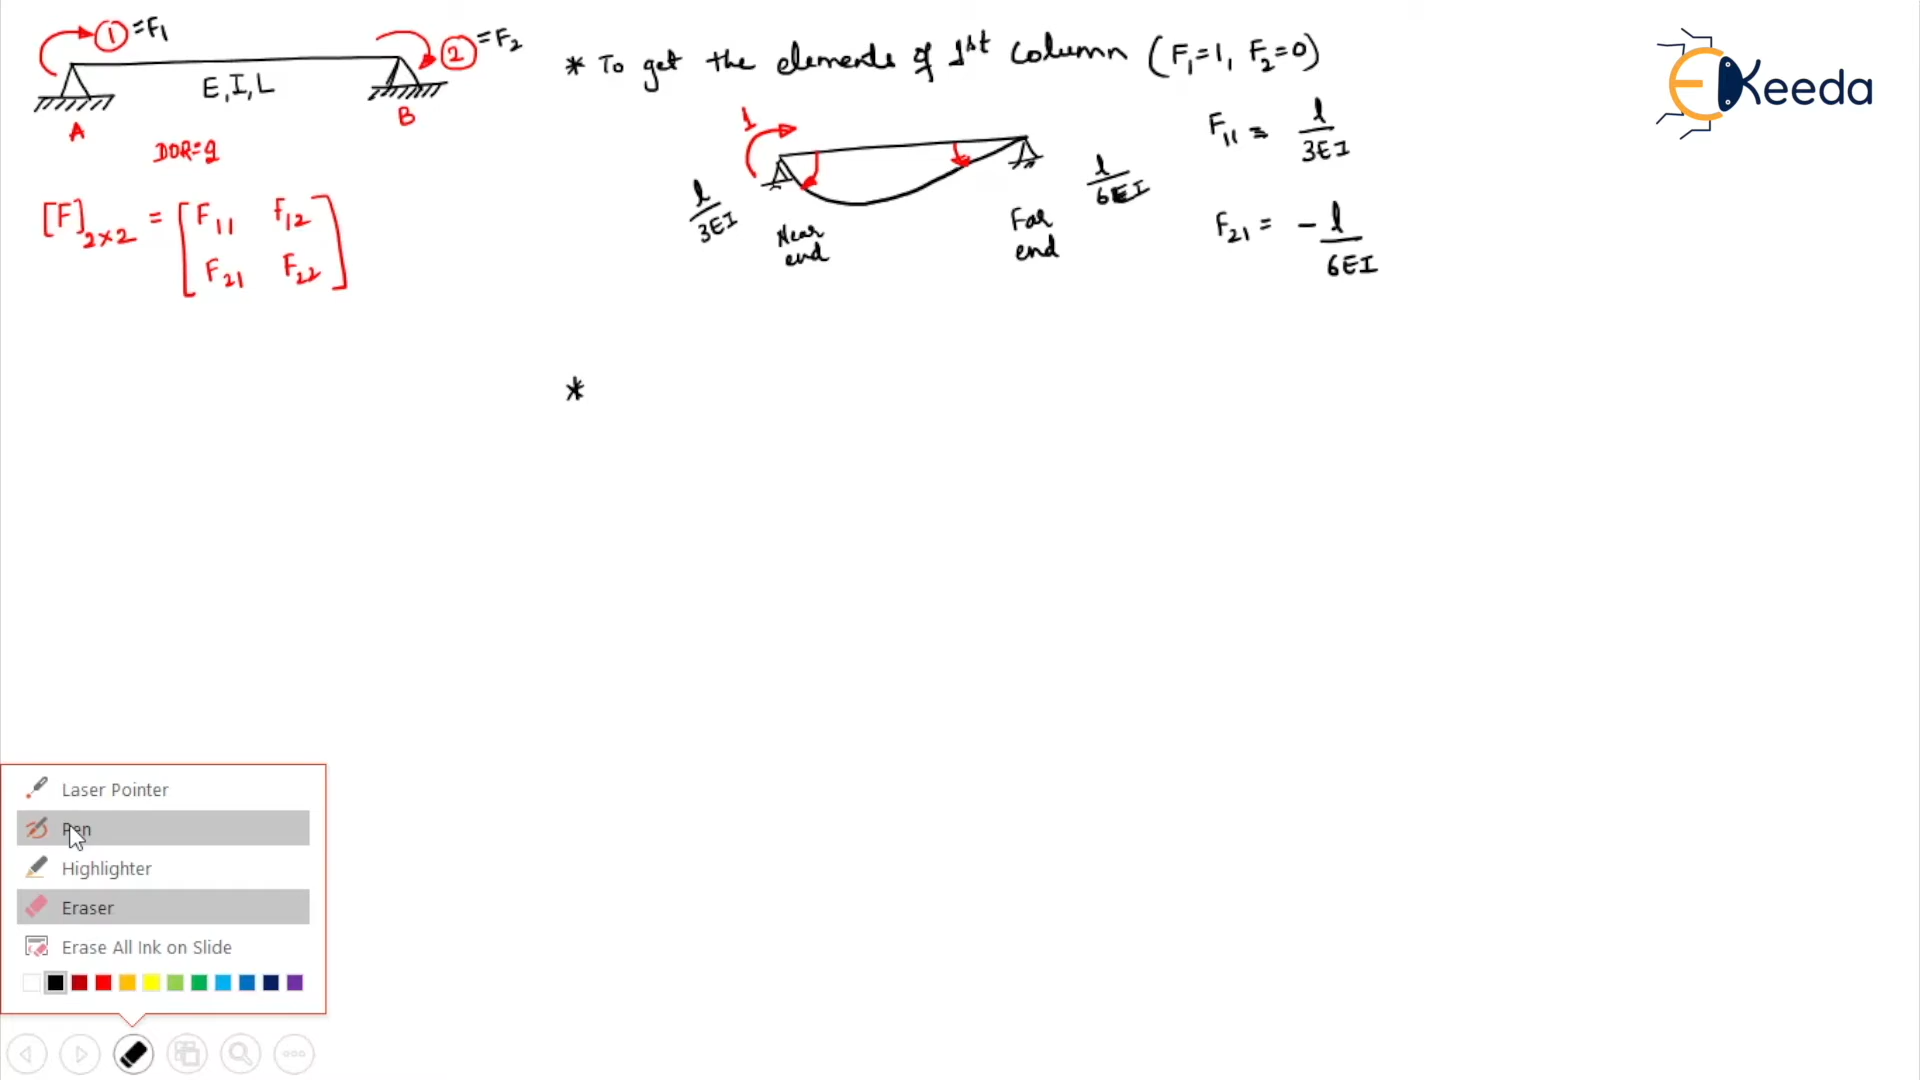 ① =F₁
② =F₂
E, I, L
A
B
DOR=2
[F]₂ₓ₂ = [F₁₁ f₁₂
F₂₁ F₂₂]
* To get the elements of 1st column (F₁=1, F₂=0)
1
l/3EI
Near end
Far end
l/6EI
F₁₁ = l/3EI
F₂₁ = - l/6EI
*
EKeeda
Laser Pointer
Pen
Highlighter
Eraser
Erase All Ink on Slide